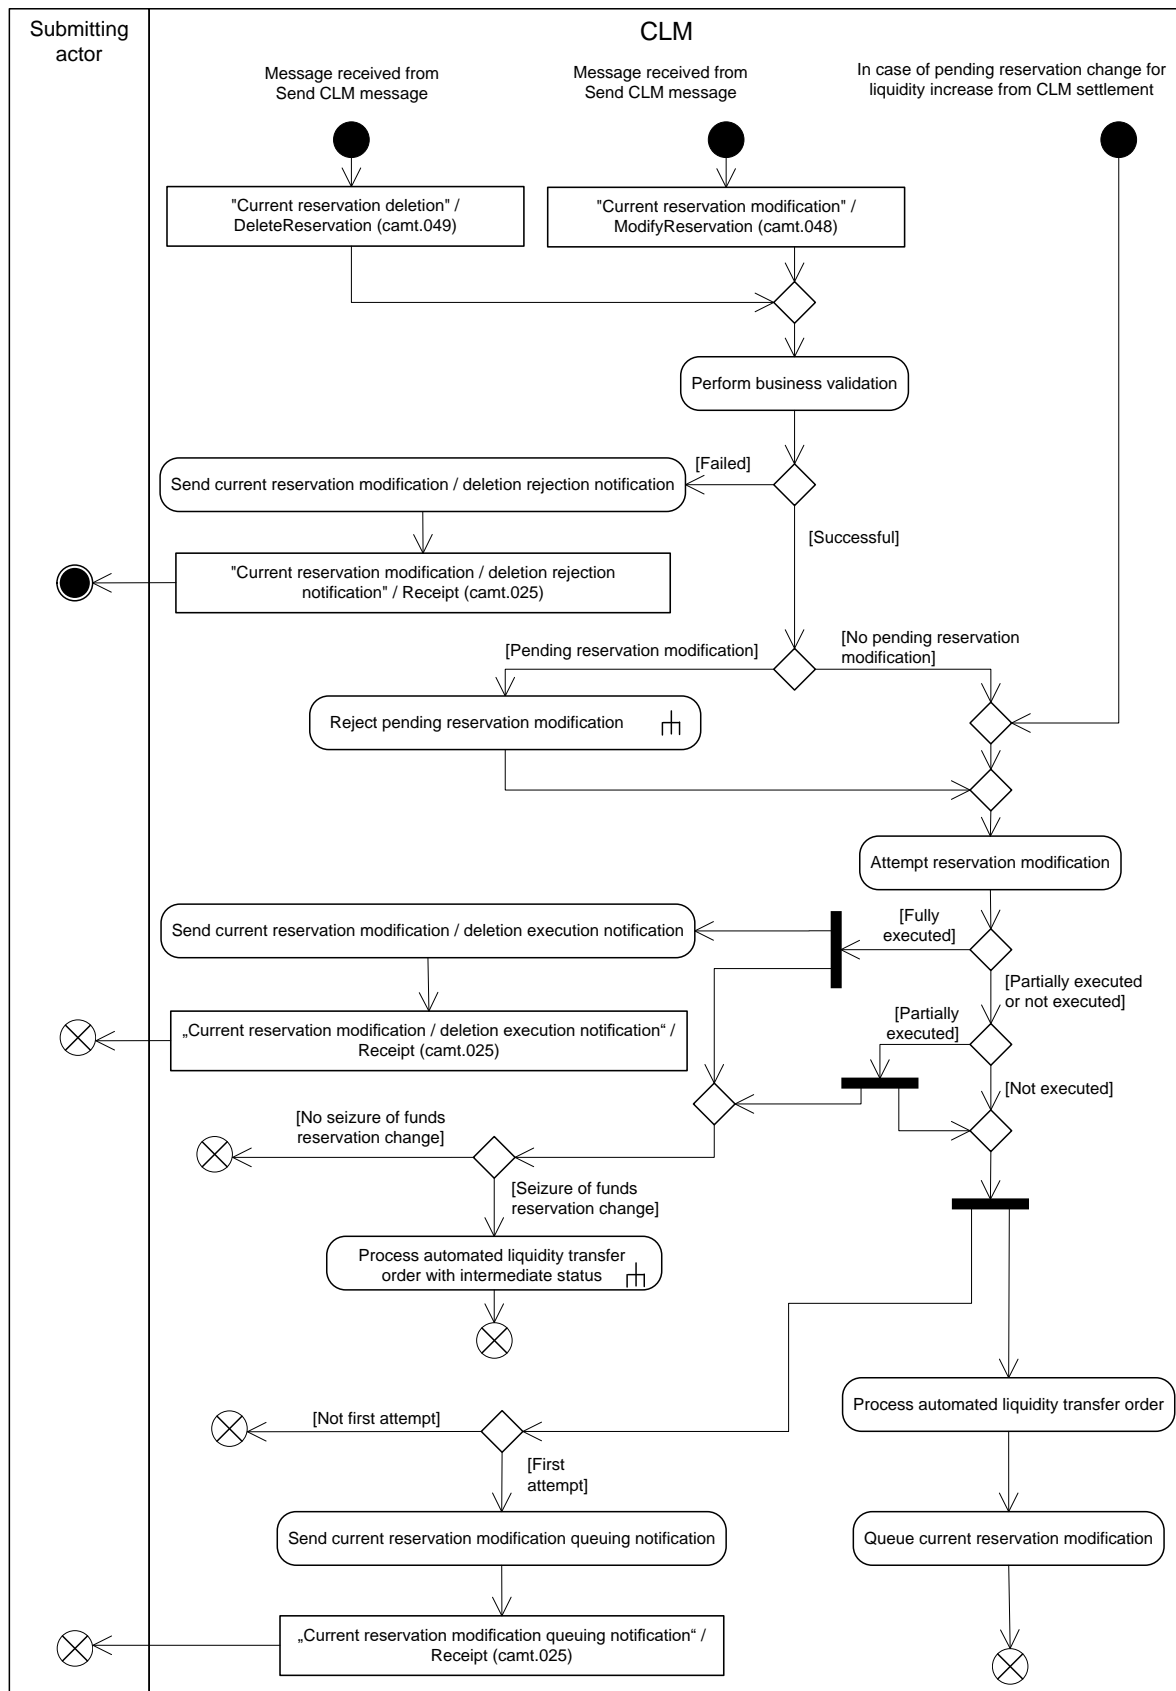 Submitting
actor
CLM
Message received from
Send CLM message
Message received from
Send CLM message
In case of pending reservation change for
liquidity increase from CLM settlement
"Current reservation deletion" /
DeleteReservation (camt.049)
"Current reservation modification" /
ModifyReservation (camt.048)
Perform business validation
[Failed]
Send current reservation modification / deletion rejection notification
[Successful]
"Current reservation modification / deletion rejection
notification" / Receipt (camt.025)
[Pending reservation modification]
[No pending reservation
modification]
Reject pending reservation modification
Attempt reservation modification
[Fully
executed]
Send current reservation modification / deletion execution notification
[Partially executed
or not executed]
[Partially
executed]
„Current reservation modification / deletion execution notification“ /
Receipt (camt.025)
[Not executed]
[No seizure of funds
reservation change]
[Seizure of funds
reservation change]
Process automated liquidity transfer
order with intermediate status
Process automated liquidity transfer order
[Not first attempt]
[First
attempt]
Send current reservation modification queuing notification
Queue current reservation modification
„Current reservation modification queuing notification“ /
Receipt (camt.025)